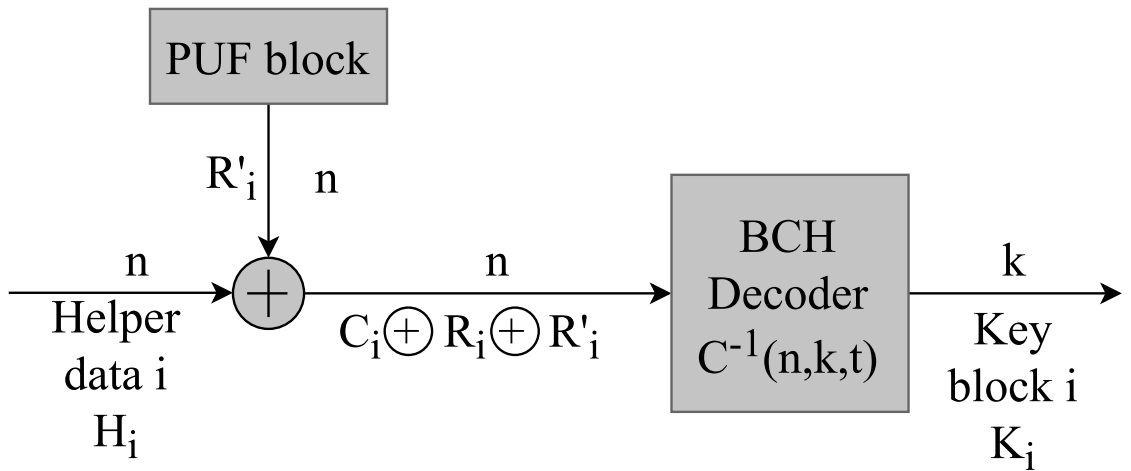 PUF block
R'i
n
n
Helper
data i
Hi
n
Ci⊕Ri⊕R'i
BCH
Decoder
C⁻¹(n,k,t)
k
Key
block i
Ki